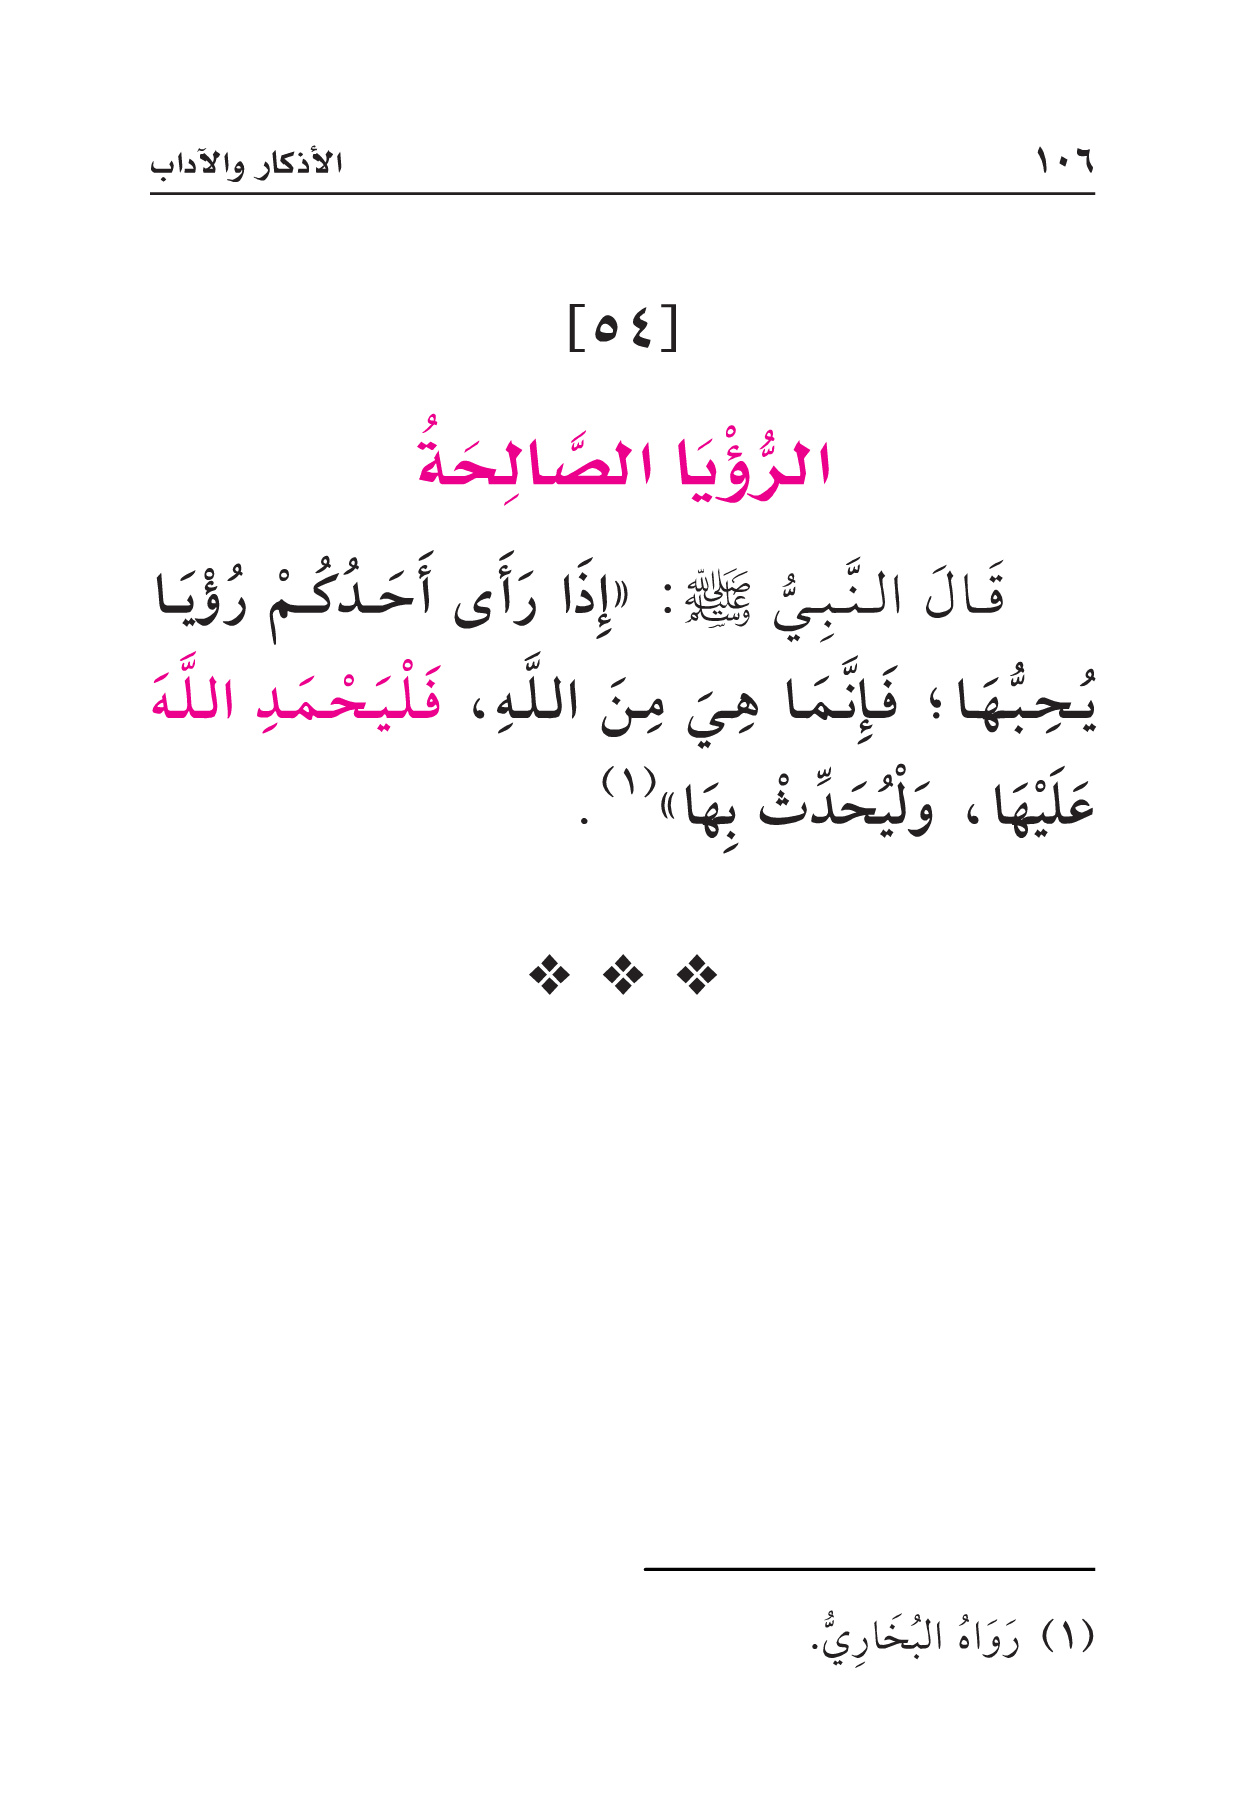 ١٠٦ الأذكار والآداب
[٥٤]
الرُّؤْيَا الصَّالِحَةُ
قَالَ النَّبِيُّ ﷺ: «إِذَا رَأَى أَحَدُكُمْ رُؤْيَا
يُحِبُّهَا؛ فَإِنَّمَا هِيَ مِنَ اللَّهِ، فَلْيَحْمَدِ اللَّهَ
عَلَيْهَا، وَلْيُحَدِّثْ بِهَا»(١).
(١) رَوَاهُ البُخَارِيُّ.